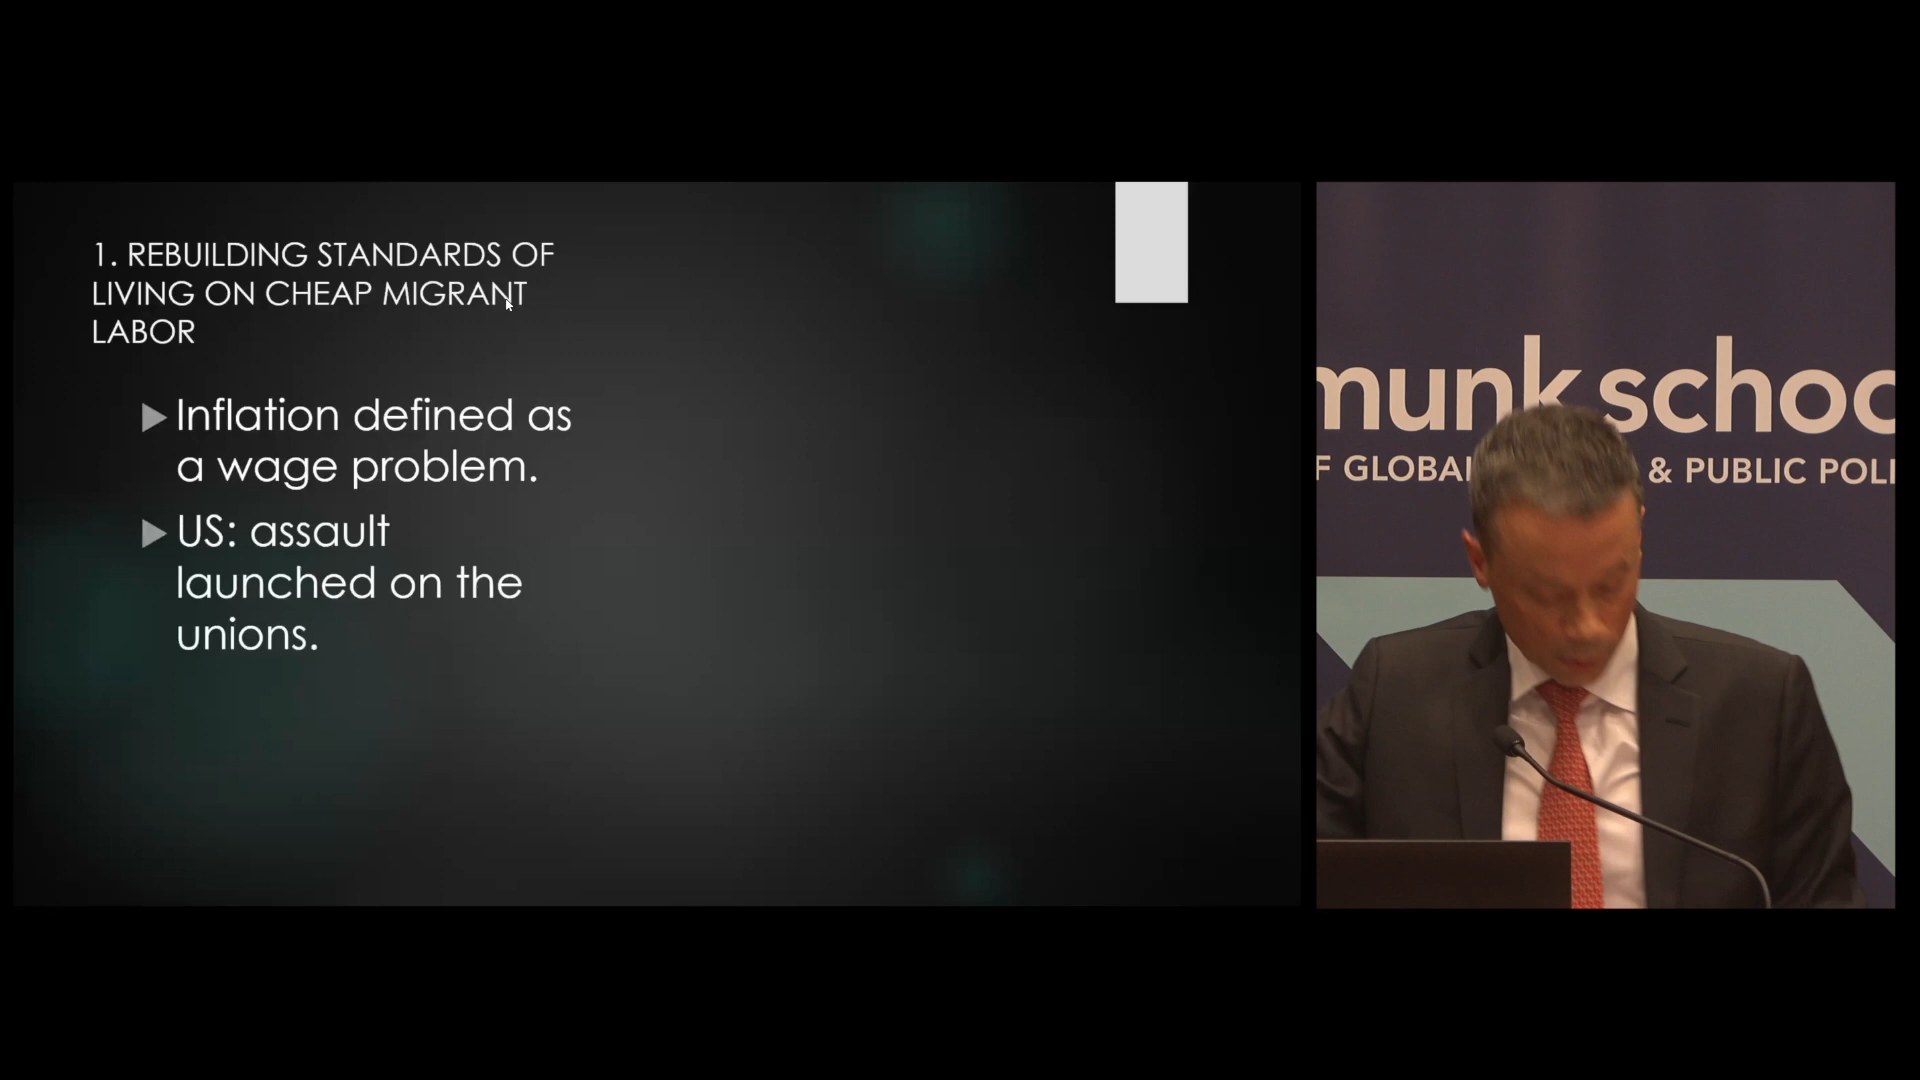 1. REBUILDING STANDARDS OF
LIVING ON CHEAP MIGRANT
LABOR
Inflation defined as
a wage problem.
US: assault
launched on the
unions.
munk schoo
F GLOBA & PUBLIC POLI